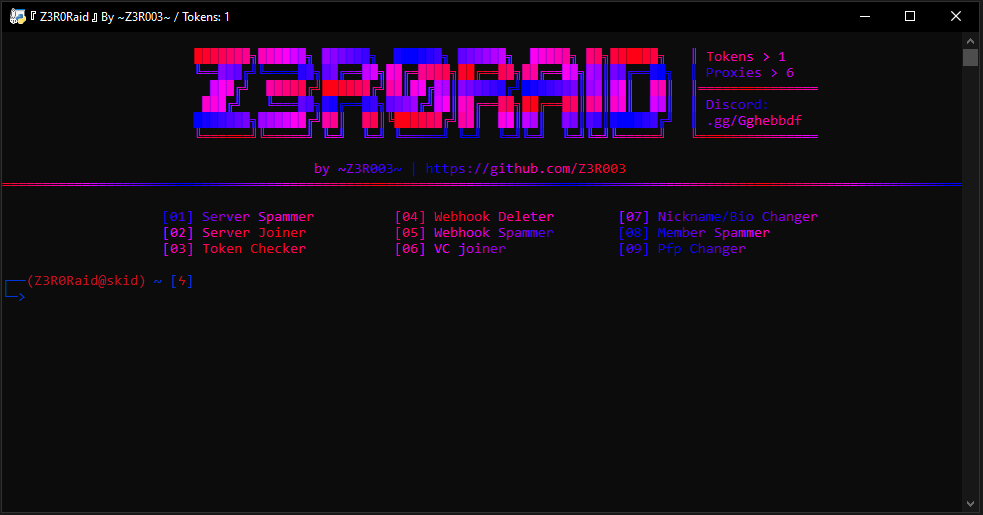 『 Z3R0Raid 』By ~Z3R003~ / Tokens: 1
Z3R0RAID
Tokens > 1
Proxies > 6
Discord:
.gg/Gghebbdf
by ~Z3R003~ | https://github.com/Z3R003
[01] Server Spammer [04] Webhook Deleter [07] Nickname/Bio Changer
[02] Server Joiner [05] Webhook Spammer [08] Member Spammer
[03] Token Checker [06] VC joiner [09] Pfp Changer
┌──(Z3R0Raid@skid) ~ [ϟ]
└─>